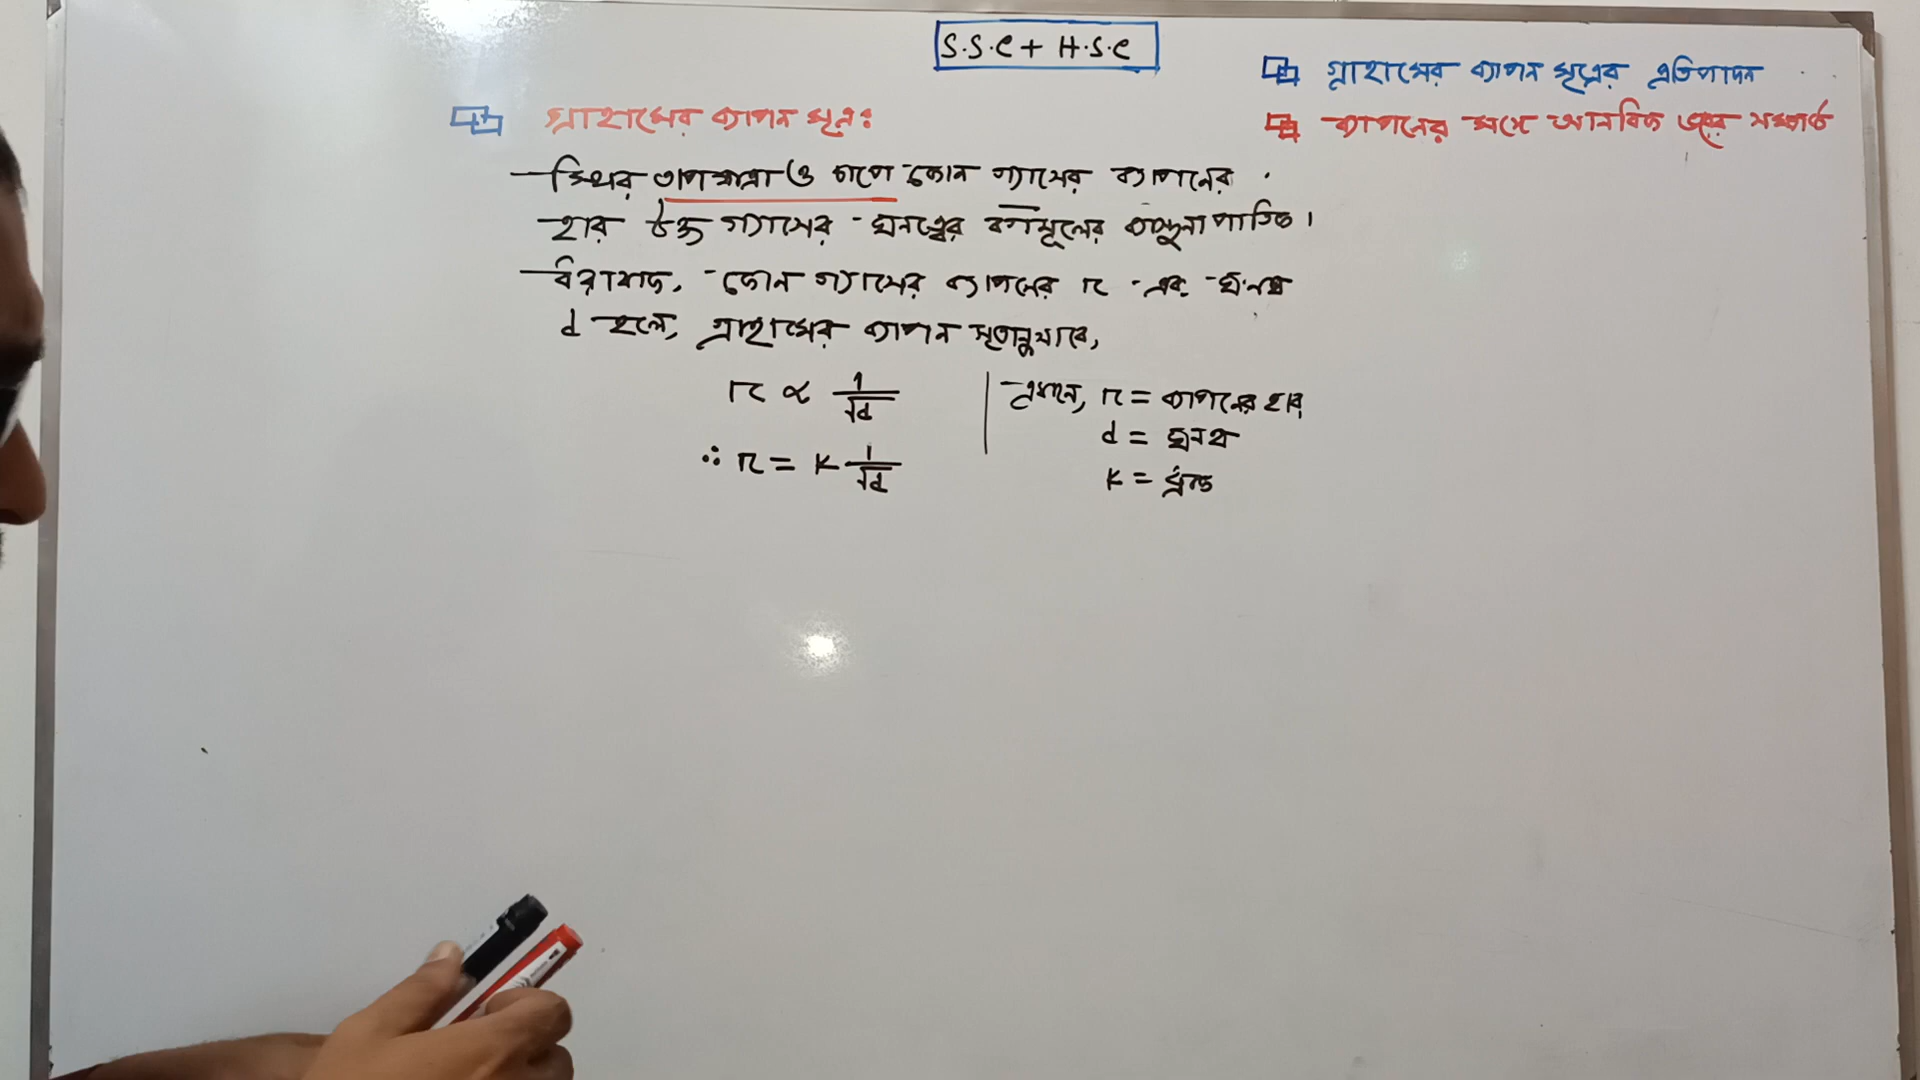 S.S.C + H.S.C
গ্রাহামের ব্যাপন সূত্রের প্রতিপাদন
ব্যাপনের সঙ্গে আনবিক ভরের সম্পর্ক
গ্রাহামের ব্যাপন সূত্র:
স্থির তাপমাত্রা ও চাপে কোন গ্যাসের ব্যাপনের
হার উক্ত গ্যাসের ঘনত্বের বর্গমূলের ব্যস্তানুপাতিক।
কোন গ্যাসের ব্যাপনের r এবং ঘনত্ব
d হলে, গ্রাহামের ব্যাপন সূত্রানুসারে,
r ∝ 1/√d
∴ r = K 1/√d
এখানে, r = ব্যাপনের হার
d = ঘনত্ব
K = ধ্রুবক